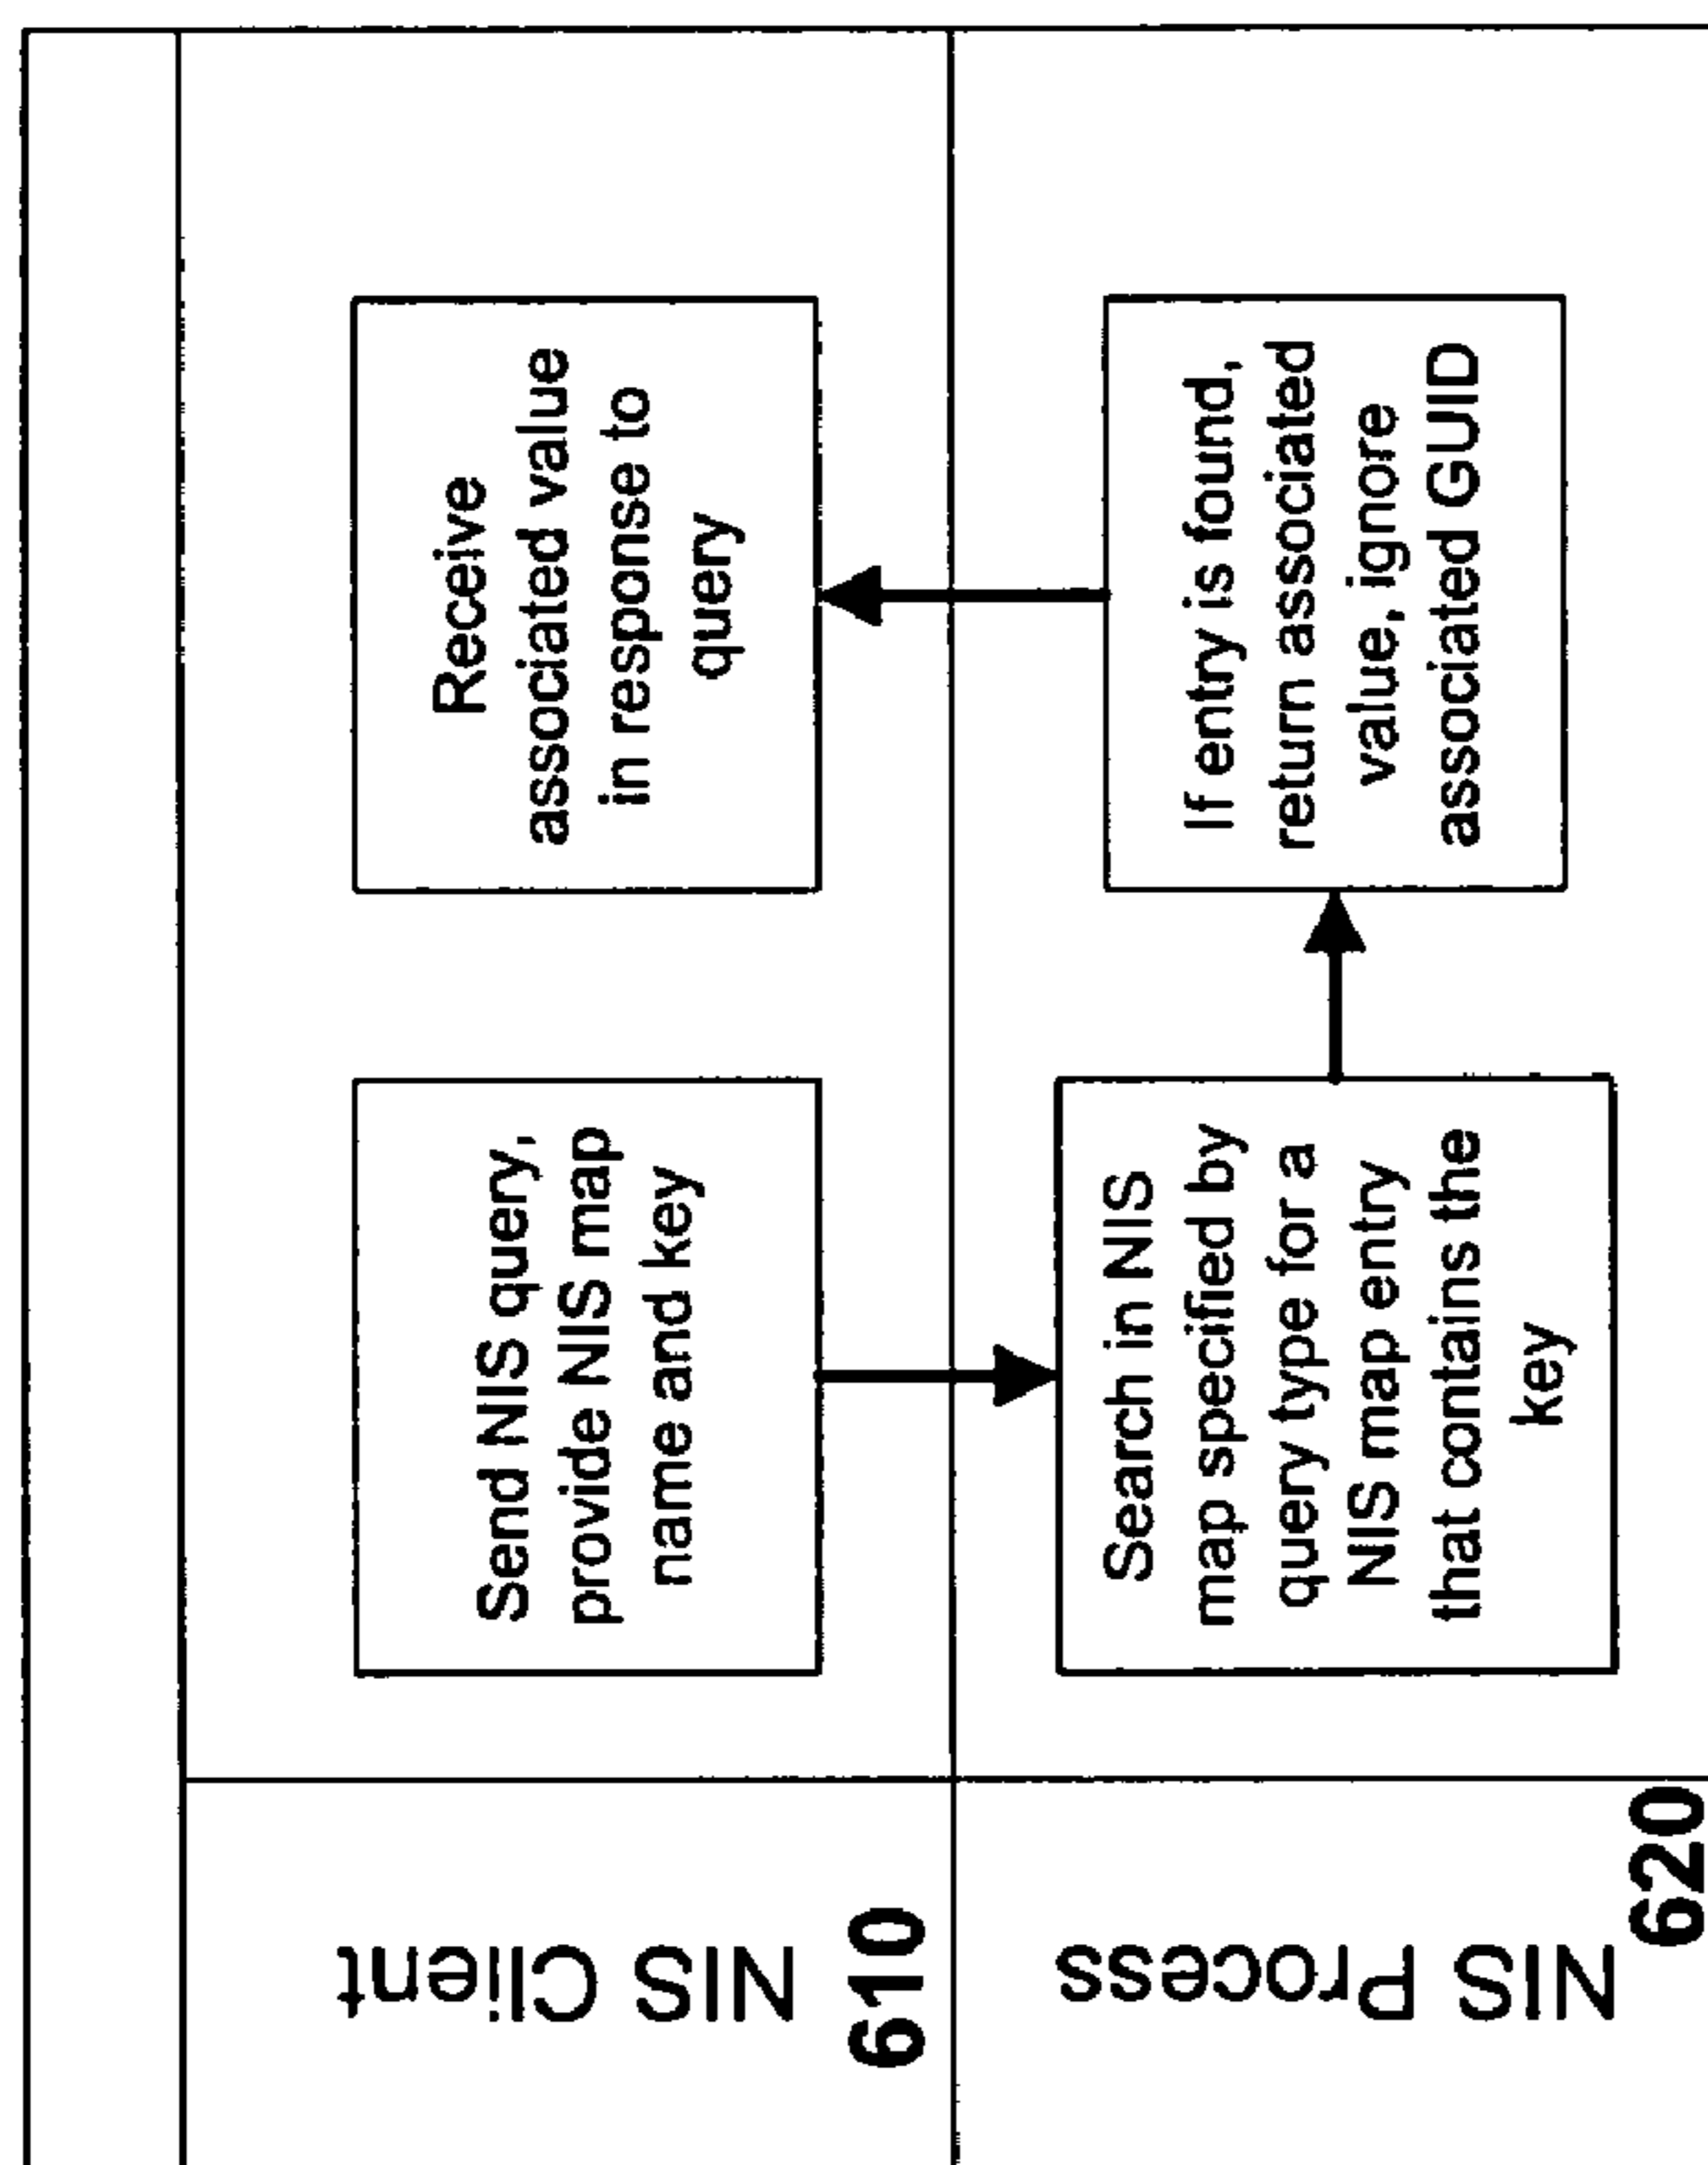 NIS Client
610
Send NIS query,
provide NIS map
name and key
Receive
associated value
in response to
query
NIS Process
620
Search in NIS
map specified by
query type for a
NIS map entry
that contains the
key
If entry is found,
return associated
value, ignore
associated GUID